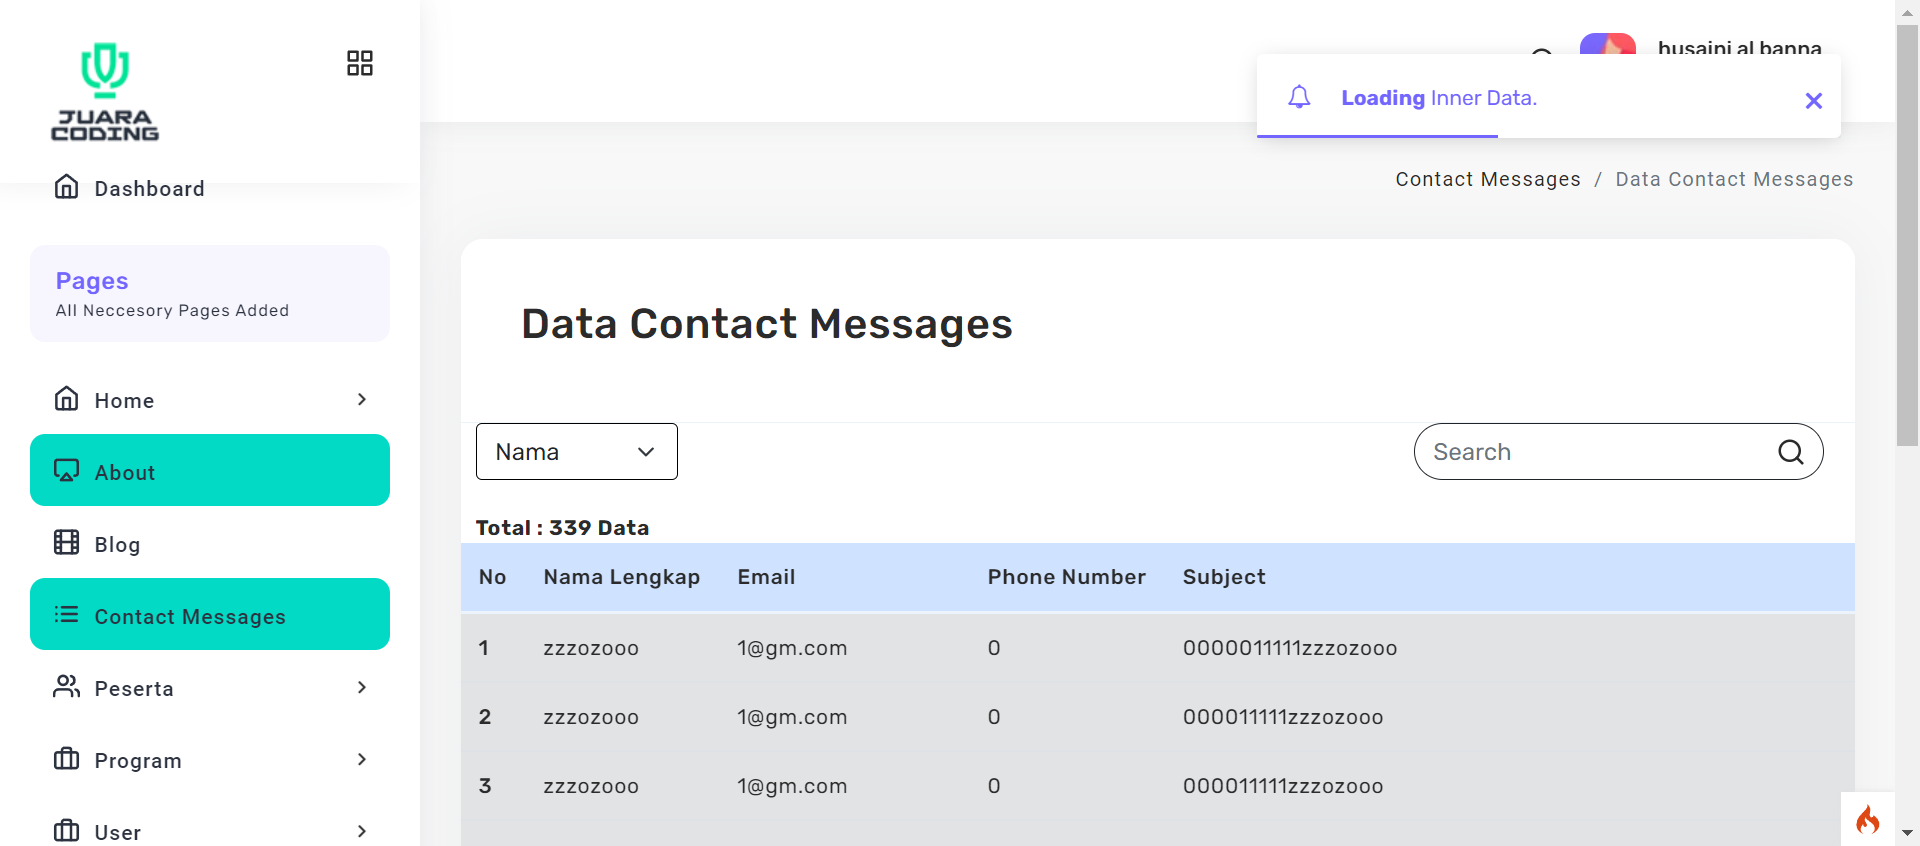 JUARA
CODING
Dashboard
Pages
All Neccesory Pages Added
Home
About
Blog
Contact Messages
Peserta
Program
User
husaini al banna
Loading Inner Data.
Contact Messages / Data Contact Messages
Data Contact Messages
Nama
Search
Total : 339 Data
No Nama Lengkap Email Phone Number Subject
1 zzzozooo 1@gm.com 0 0000011111zzzozooo
2 zzzozooo 1@gm.com 0 000011111zzzozooo
3 zzzozooo 1@gm.com 0 000011111zzzozooo